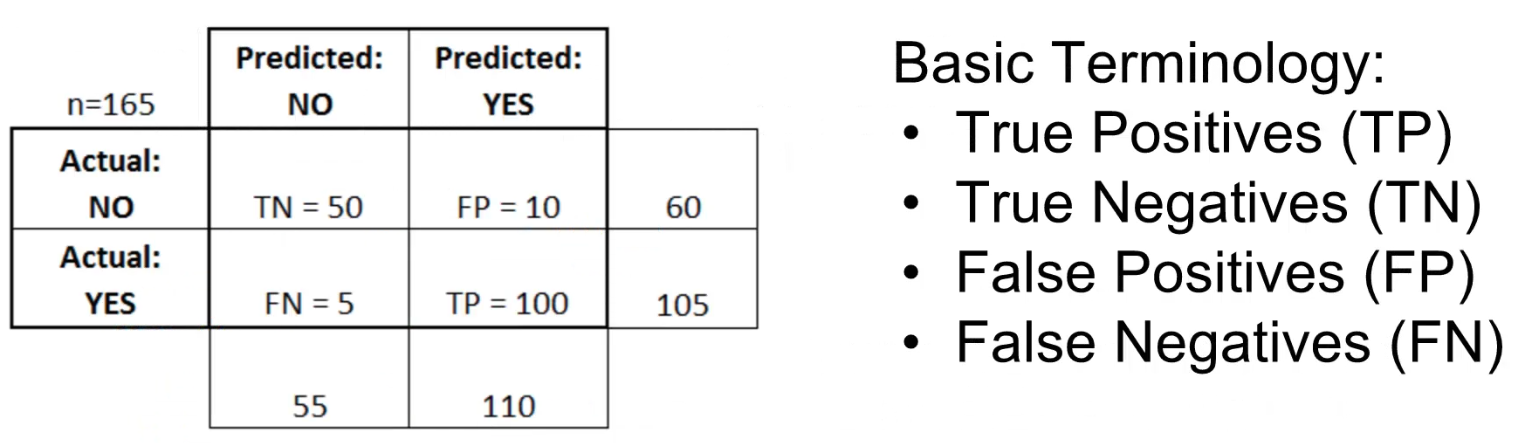 Predicted: Predicted:
n=165 NO YES
Actual:
NO TN = 50 FP = 10 60
Actual:
YES FN = 5 TP = 100 105
55 110
Basic Terminology:
• True Positives (TP)
• True Negatives (TN)
• False Positives (FP)
• False Negatives (FN)